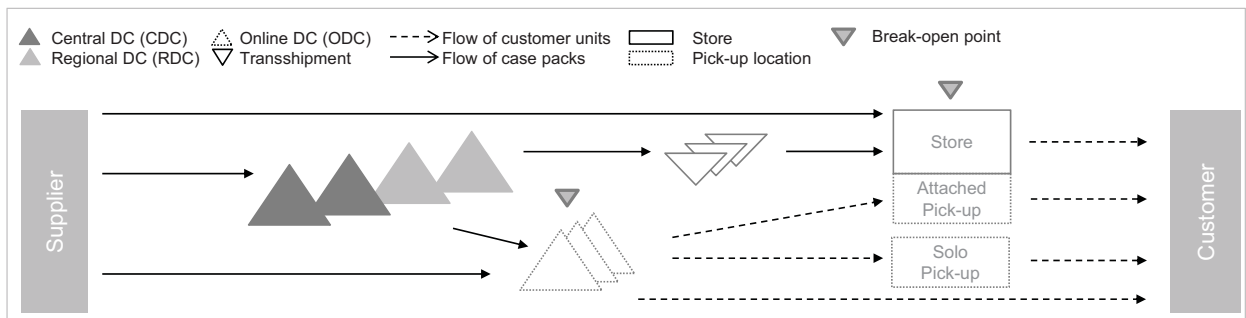 Central DC (CDC)
Regional DC (RDC)
Online DC (ODC)
Transshipment
Flow of customer units
Flow of case packs
Store
Pick-up location
Break-open point
Supplier
Store
Attached
Pick-up
Solo
Pick-up
Customer